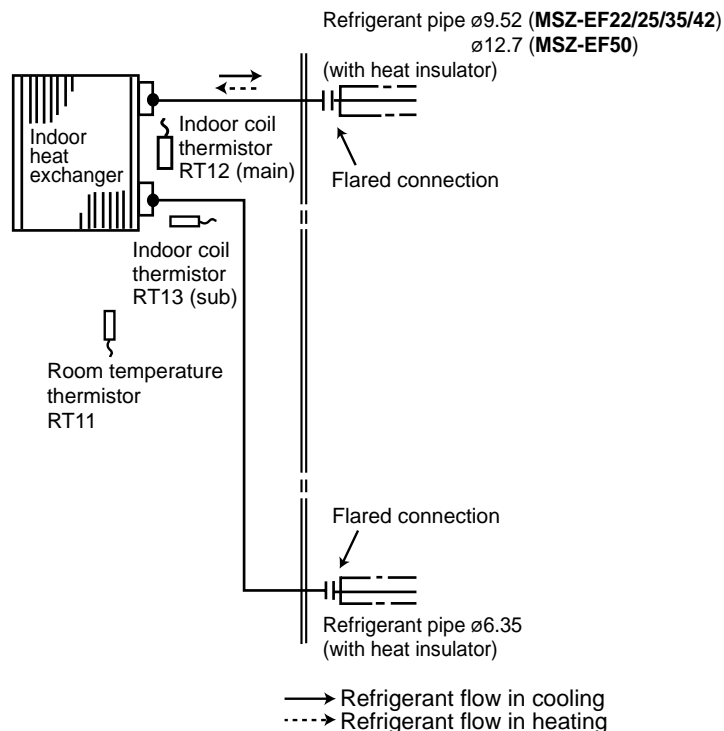 Refrigerant pipe ø9.52 (MSZ-EF22/25/35/42)
ø12.7 (MSZ-EF50)
(with heat insulator)
Indoor
heat
exchanger
Indoor coil
thermistor
RT12 (main)
Flared connection
Indoor coil
thermistor
RT13 (sub)
Room temperature
thermistor
RT11
Flared connection
Refrigerant pipe ø6.35
(with heat insulator)
Refrigerant flow in cooling
Refrigerant flow in heating